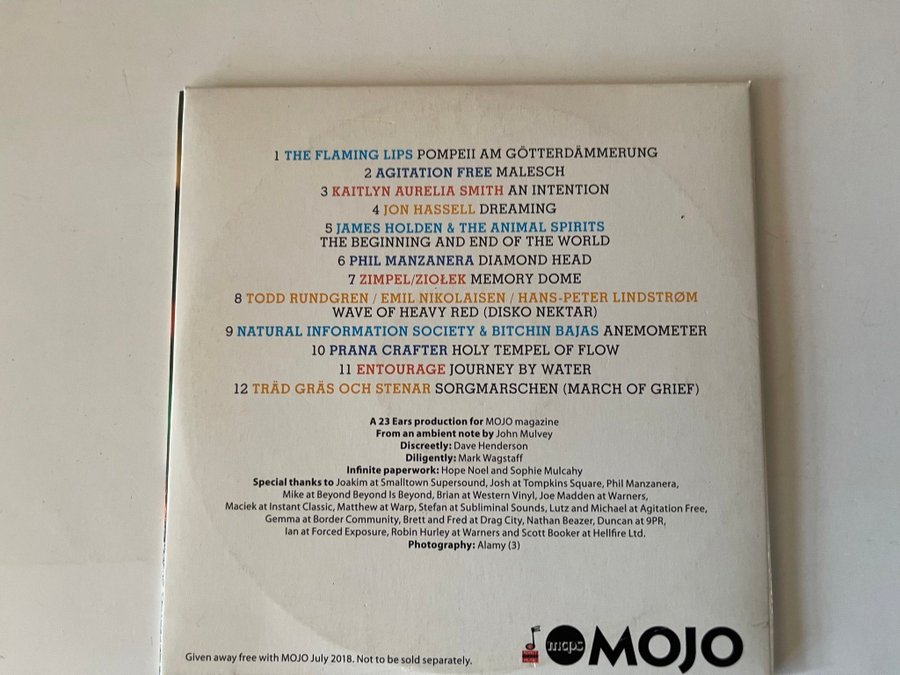 1 THE FLAMING LIPS POMPEII AM GÖTTERDÄMMERUNG
2 AGITATION FREE MALESCH
3 KAITLYN AURELIA SMITH AN INTENTION
4 JON HASSELL DREAMING
5 JAMES HOLDEN & THE ANIMAL SPIRITS
THE BEGINNING AND END OF THE WORLD
6 PHIL MANZANERA DIAMOND HEAD
7 ZIMPEL/ZIOŁEK MEMORY DOME
8 TODD RUNDGREN / EMIL NIKOLAISEN / HANS-PETER LINDSTRØM
WAVE OF HEAVY RED (DISKO NEKTAR)
9 NATURAL INFORMATION SOCIETY & BITCHIN BAJAS ANEMOMETER
10 PRANA CRAFTER HOLY TEMPEL OF FLOW
11 ENTOURAGE JOURNEY BY WATER
12 TRÄD GRÄS OCH STENAR SORGMARSCHEN (MARCH OF GRIEF)
A 23 Ears production for MOJO magazine
From an ambient note by John Mulvey
Discreetly: Dave Henderson
Diligently: Mark Wagstaff
Infinite paperwork: Hope Noel and Sophie Mulcahy
Special thanks to Joakim at Smalltown Supersound, Josh at Tompkins Square, Phil Manzanera,
Mike at Beyond Beyond Is Beyond, Brian at Western Vinyl, Joe Madden at Warners,
Maciek at Instant Classic, Matthew at Warp, Stefan at Subliminal Sounds, Lutz and Michael at Agitation Free,
Gemma at Border Community, Brett and Fred at Drag City, Nathan Beazer, Duncan at 9PR,
Ian at Forced Exposure, Robin Hurley at Warners and Scott Booker at Hellfire Ltd.
Photography: Alamy (3)
Given away free with MOJO July 2018. Not to be sold separately.
mcps MOJO